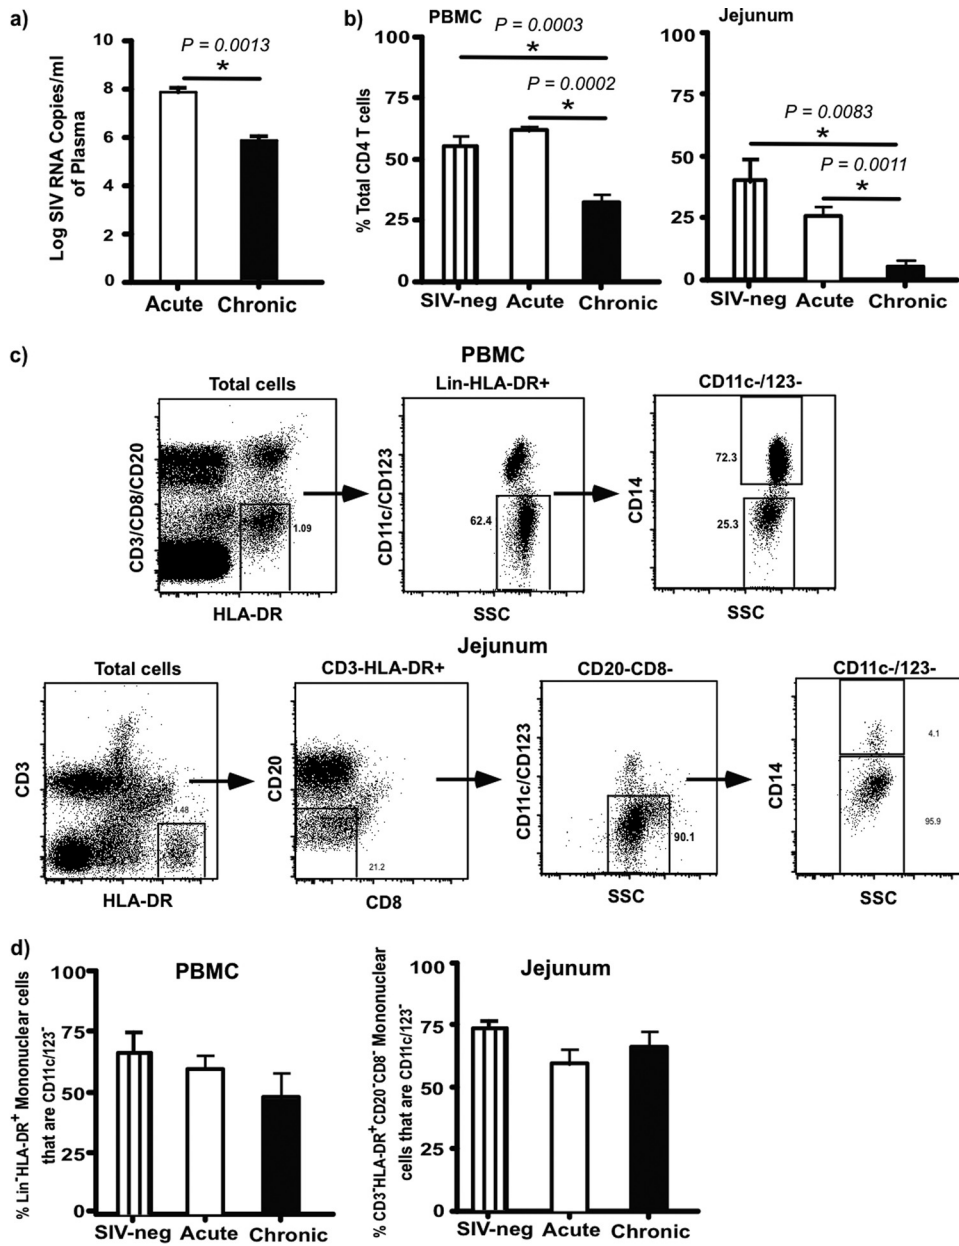 a)
P = 0.0013
*
Log SIV RNA Copies/ml
of Plasma
10
8
6
4
2
0
Acute Chronic
b)
PBMC
P = 0.0003
*
P = 0.0002
*
% Total CD4 T cells
100
75
50
25
0
SIV-neg Acute Chronic
Jejunum
P = 0.0083
*
P = 0.0011
*
100
75
50
25
0
SIV-neg Acute Chronic
c)
PBMC
Total cells
CD3/CD8/CD20
1.09
HLA-DR
Lin-HLA-DR+
CD11c/CD123
62.4
SSC
CD11c-/123-
CD14
72.3
25.3
SSC
Jejunum
Total cells
CD3
4.48
HLA-DR
CD3-HLA-DR+
CD20
21.2
CD8
CD20-CD8-
CD11c/CD123
90.1
SSC
CD11c-/123-
CD14
4.1
95.9
SSC
d)
PBMC
% Lin-HLA-DR+ Mononuclear cells
that are CD11c/123-
100
75
50
25
0
SIV-neg Acute Chronic
Jejunum
% CD3-HLA-DR+CD20-CD8- Mononuclear
cells that are CD11c/123-
100
75
50
25
0
SIV-neg Acute Chronic